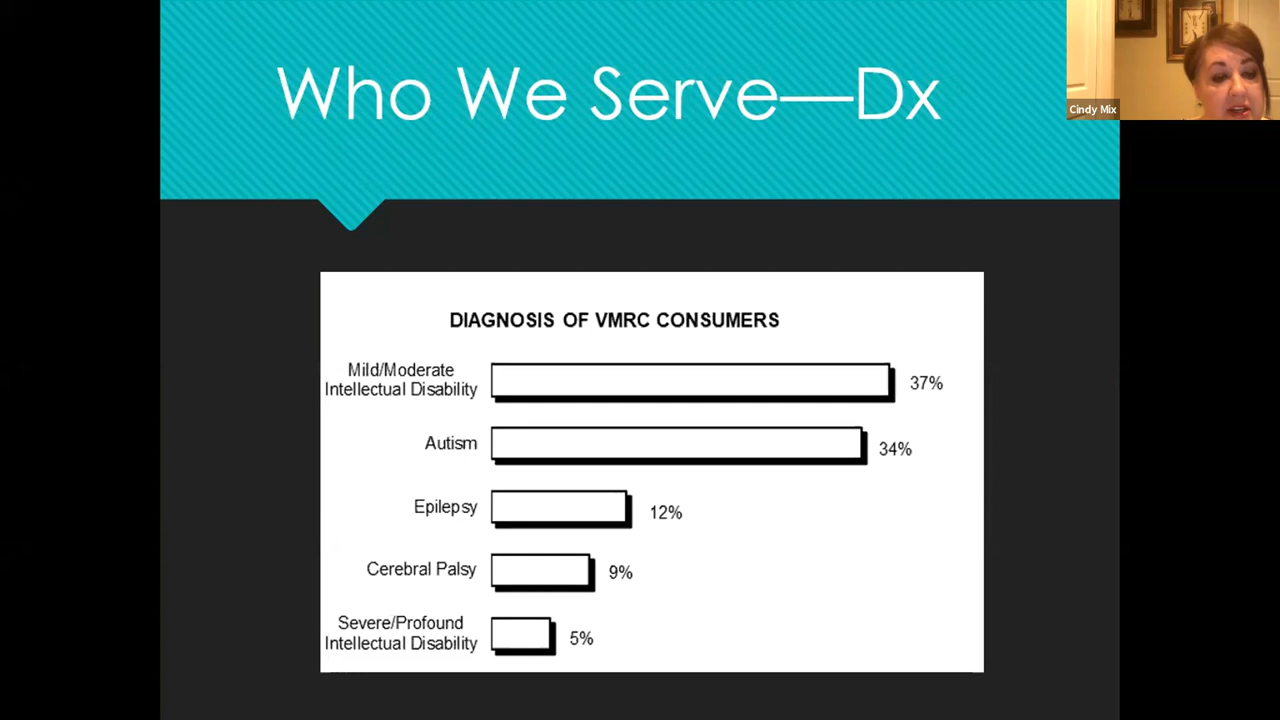 Who We Serve—Dx
Cindy Mix
DIAGNOSIS OF VMRC CONSUMERS
Mild/Moderate
Intellectual Disability
37%
Autism
34%
Epilepsy
12%
Cerebral Palsy
9%
Severe/Profound
Intellectual Disability
5%